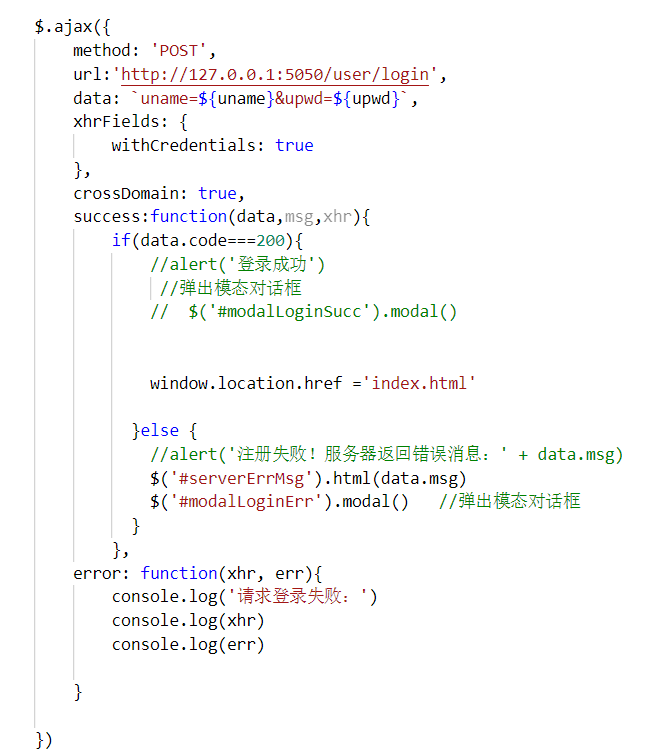 $.ajax({
method: 'POST',
url:'http://127.0.0.1:5050/user/login',
data: `uname=${uname}&upwd=${upwd}`,
xhrFields: {
withCredentials: true
},
crossDomain: true,
success:function(data,msg,xhr){
if(data.code===200){
//alert('登录成功')
//弹出模态对话框
//  $('#modalLoginSucc').modal()
window.location.href ='index.html'
}else {
//alert('注册失败！服务器返回错误消息：' + data.msg)
$('#serverErrMsg').html(data.msg)
$('#modalLoginErr').modal()   //弹出模态对话框
}
},
error: function(xhr, err){
console.log('请求登录失败：')
console.log(xhr)
console.log(err)
}
})